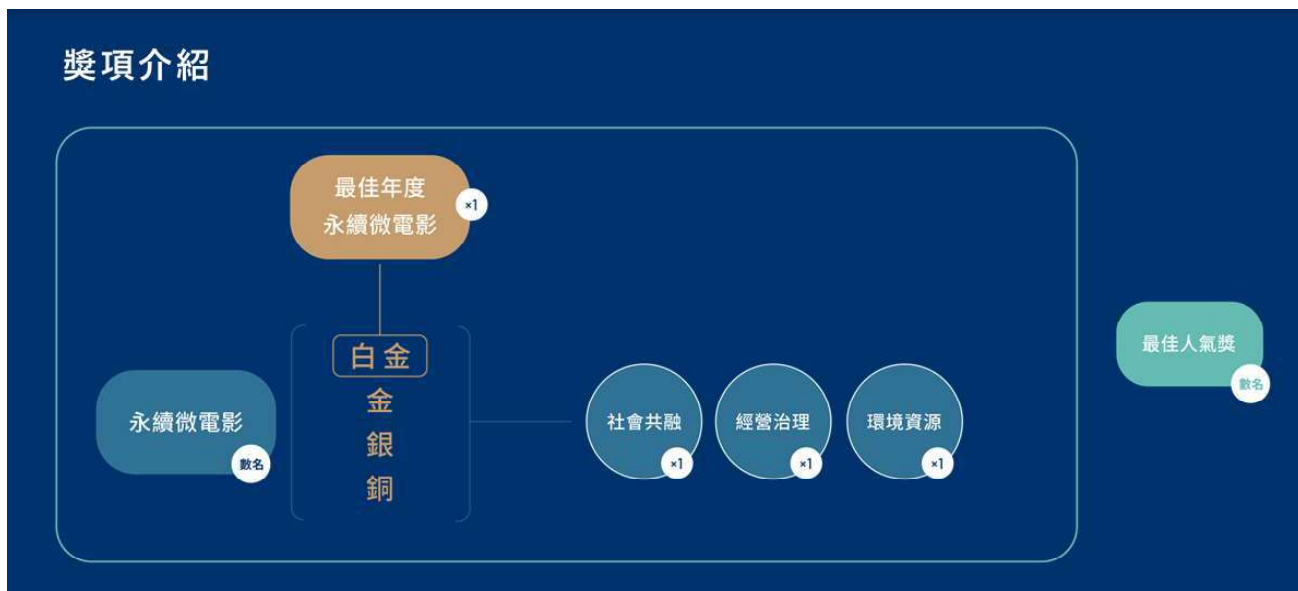 獎項介紹
最佳年度
永續微電影
×1
白金
金
銀
銅
永續微電影
數名
社會共融
×1
經營治理
×1
環境資源
×1
最佳人氣獎
數名